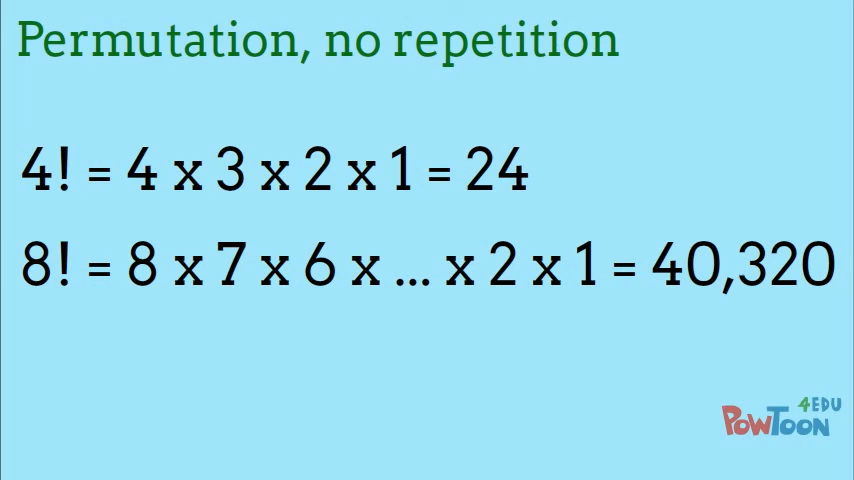 Permutation, no repetition
4! = 4 x 3 x 2 x 1 = 24
8! = 8 x 7 x 6 x ... x 2 x 1 = 40,320
4EDU
POWTOON